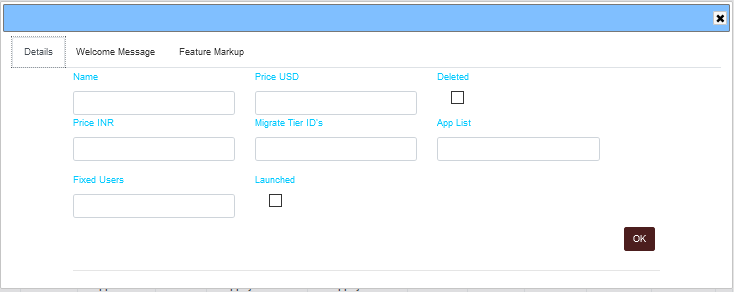 Details Welcome Message Feature Markup
Name Price USD Deleted
Price INR Migrate Tier ID's App List
Fixed Users Launched
OK